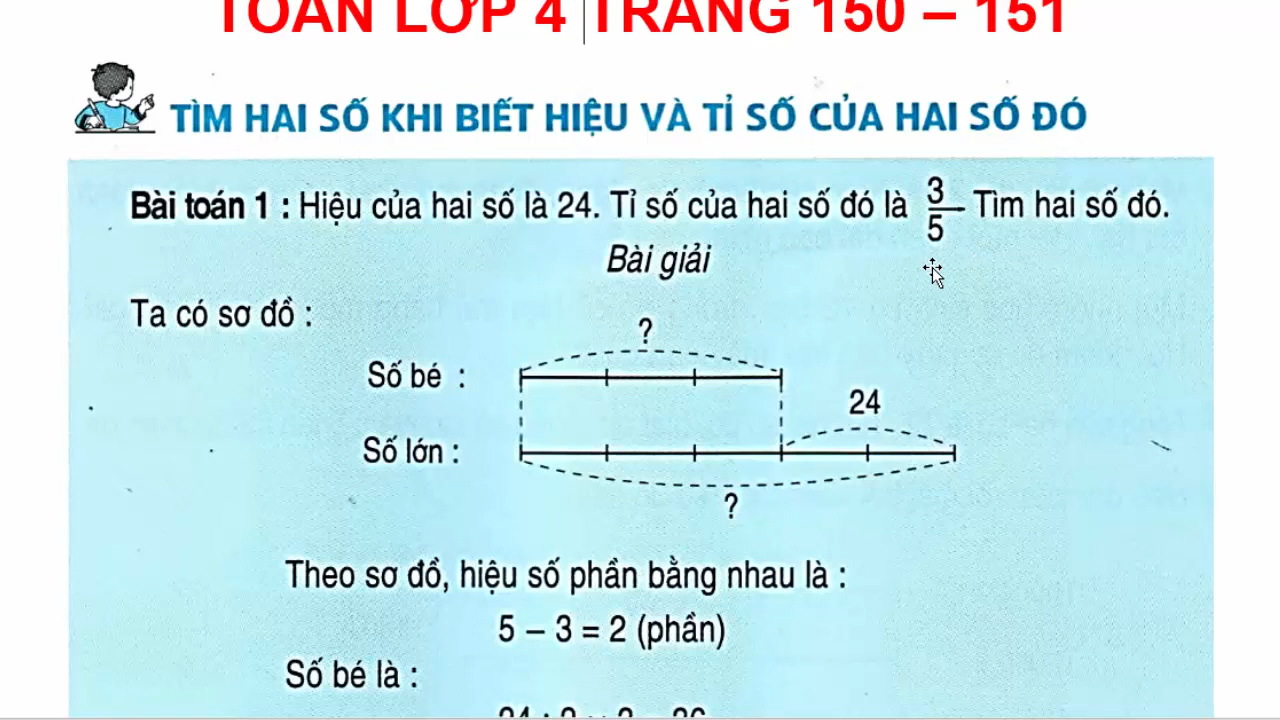 TOÁN LỚP 4 TRANG 150 – 151
TÌM HAI SỐ KHI BIẾT HIỆU VÀ TỈ SỐ CỦA HAI SỐ ĐÓ
Bài toán 1 : Hiệu của hai số là 24. Tỉ số của hai số đó là 3/5 Tìm hai số đó.
Bài giải
Ta có sơ đồ :
?
Số bé :
24
Số lớn :
?
Theo sơ đồ, hiệu số phần bằng nhau là :
5 – 3 = 2 (phần)
Số bé là :